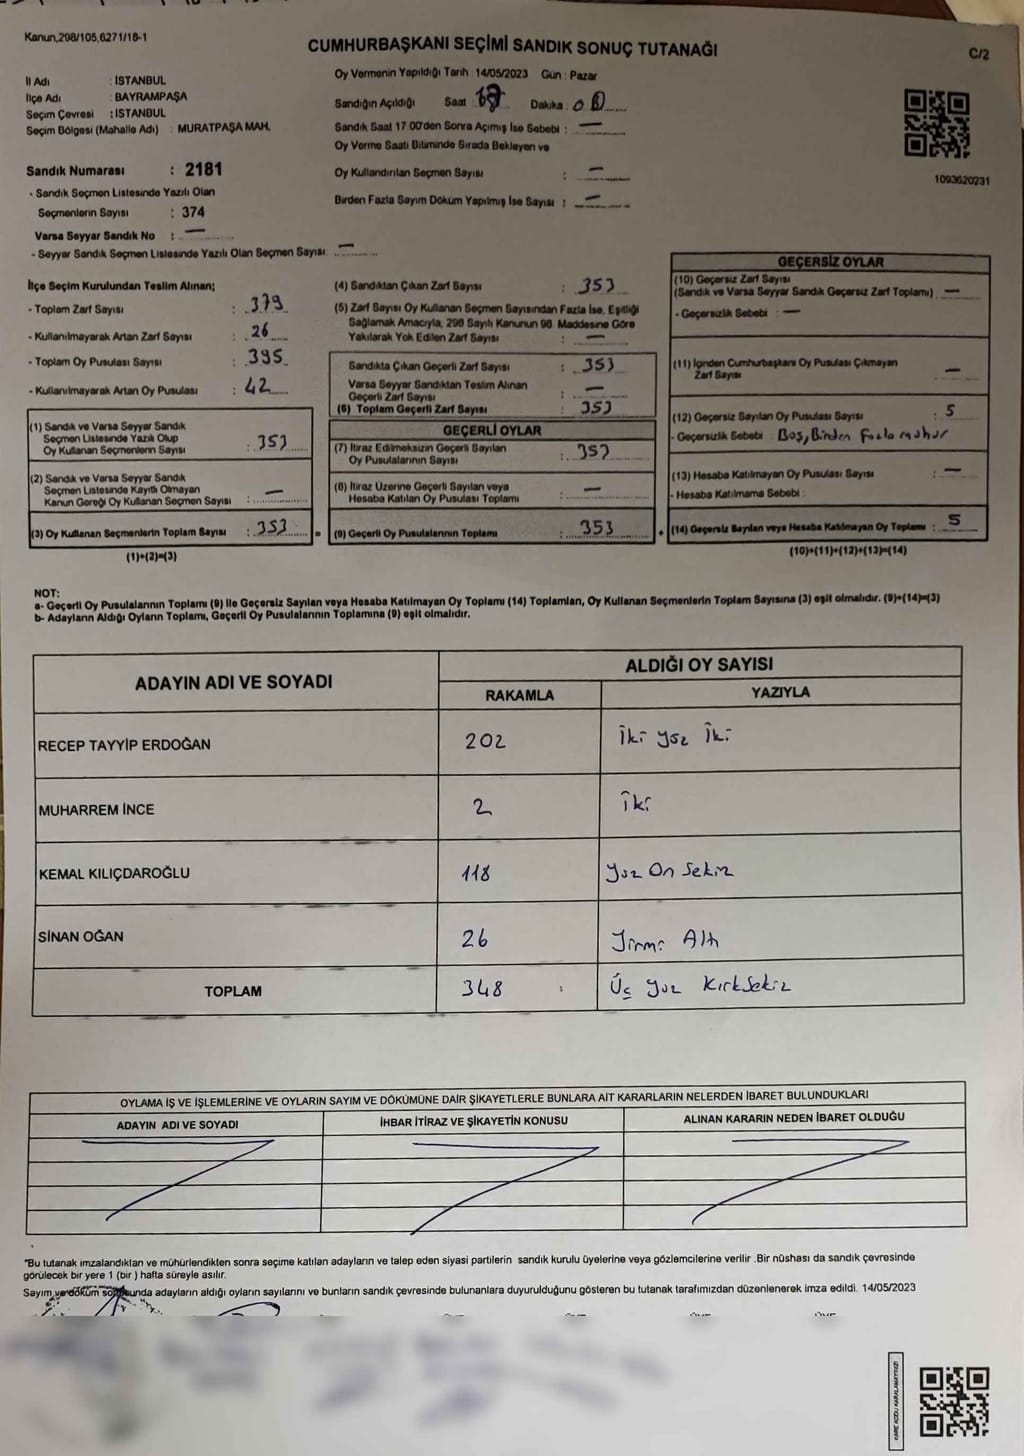 Kanun,298/105,6271/18-1
CUMHURBAŞKANI SEÇİMİ SANDIK SONUÇ TUTANAĞI
C/2
İl Adı : İSTANBUL
İlçe Adı : BAYRAMPAŞA
Seçim Çevresi : İSTANBUL
Seçim Bölgesi (Mahalle Adı) : MURATPAŞA MAH.
Oy Vermenin Yapıldığı Tarih : 14/05/2023 Gün : Pazar
Sandığın Açıldığı Saat Dakika :
Sandık Saat 17:00'den Sonra Açılmış İse Sebebi : —
Oy Verme Saati Bitiminde Sırada Bekleyen ve
Oy Kullandırılan Seçmen Sayısı : —
Birden Fazla Sayım Döküm Yapılmış İse Sayısı : —
1093620231
Sandık Numarası : 2181
- Sandık Seçmen Listesinde Yazılı Olan
Seçmenlerin Sayısı : 374
Varsa Seyyar Sandık No : —
- Seyyar Sandık Seçmen Listesinde Yazılı Olan Seçmen Sayısı: —
İlçe Seçim Kurulundan Teslim Alınan;
- Toplam Zarf Sayısı : 379
- Kullanılmayarak Artan Zarf Sayısı : 26
- Toplam Oy Pusulası Sayısı : 395
- Kullanılmayarak Artan Oy Pusulası : 42
(1) Sandık ve Varsa Seyyar Sandık
Seçmen Listesinde Yazılı Olup
Oy Kullanan Seçmenlerin Sayısı : 353
(2) Sandık ve Varsa Seyyar Sandık
Seçmen Listesinde Kayıtlı Olmayan
Kanun Gereği Oy Kullanan Seçmen Sayısı : —
(3) Oy Kullanan Seçmenlerin Toplam Sayısı : 353
(1)+(2)=(3)
(4) Sandıktan Çıkan Zarf Sayısı : 353
(5) Zarf Sayısı Oy Kullanan Seçmen Sayısından Fazla İse, Eşitliği
Sağlamak Amacıyla, 298 Sayılı Kanunun 98. Maddesine Göre
Yakılarak Yok Edilen Zarf Sayısı : —
Sandıkta Çıkan Geçerli Zarf Sayısı : 353
Varsa Seyyar Sandıktan Teslim Alınan
Geçerli Zarf Sayısı : —
(6) Toplam Geçerli Zarf Sayısı : 353
GEÇERLİ OYLAR
(7) İtiraz Edilmeksizin Geçerli Sayılan
Oy Pusulalarının Sayısı : 353
(8) İtiraz Üzerine Geçerli Sayılan veya
Hesaba Katılan Oy Pusulası Toplamı : —
= (9) Geçerli Oy Pusulalarının Toplamı : 353
GEÇERSİZ OYLAR
(10) Geçersiz Zarf Sayısı
(Sandık ve Varsa Seyyar Sandık Geçersiz Zarf Toplamı) : —
- Geçersizlik Sebebi : —
(11) İçinden Cumhurbaşkanı Oy Pusulası Çıkmayan
Zarf Sayısı : —
(12) Geçersiz Sayılan Oy Pusulası Sayısı : 5
- Geçersizlik Sebebi : Boş, Birden Fazla mühür
(13) Hesaba Katılmayan Oy Pusulası Sayısı : —
- Hesaba Katılmama Sebebi :
+ (14) Geçersiz Sayılan veya Hesaba Katılmayan Oy Toplamı : 5
(10)+(11)+(12)+(13)=(14)
NOT:
a- Geçerli Oy Pusulalarının Toplamı (9) ile Geçersiz Sayılan veya Hesaba Katılmayan Oy Toplamı (14) Toplamları, Oy Kullanan Seçmenlerin Toplam Sayısına (3) eşit olmalıdır. (9)+(14)=(3)
b- Adayların Aldığı Oyların Toplamı, Geçerli Oy Pusulalarının Toplamına (9) eşit olmalıdır.
ADAYIN ADI VE SOYADI
ALDIĞI OY SAYISI
RAKAMLA YAZIYLA
RECEP TAYYİP ERDOĞAN 202 İki yüz İki
MUHARREM İNCE 2 İki
KEMAL KILIÇDAROĞLU 118 Yüz On Sekiz
SİNAN OĞAN 26 Yirmi Altı
TOPLAM 348 : Üç Yüz KırkSekiz
OYLAMA İŞ VE İŞLEMLERİNE VE OYLARIN SAYIM VE DÖKÜMÜNE DAİR ŞİKAYETLERLE BUNLARA AİT KARARLARIN NELERDEN İBARET BULUNDUKLARI
ADAYIN ADI VE SOYADI İHBAR İTİRAZ VE ŞİKAYETİN KONUSU ALINAN KARARIN NEDEN İBARET OLDUĞU
"Bu tutanak imzalandıktan ve mühürlendikten sonra seçime katılan adayların ve talep eden siyasi partilerin sandık kurulu üyelerine veya gözlemcilerine verilir .Bir nüshası da sandık çevresinde
görülecek bir yere 1 (bir ) hafta süreyle asılır.
Sayım ve döküm sonucunda adayların aldığı oyların sayılarını ve bunların sandık çevresinde bulunanlara duyurulduğunu gösteren bu tutanak tarafımızdan düzenlenerek imza edildi. 14/05/2023
KARE KODU KARALAMAYINIZ!